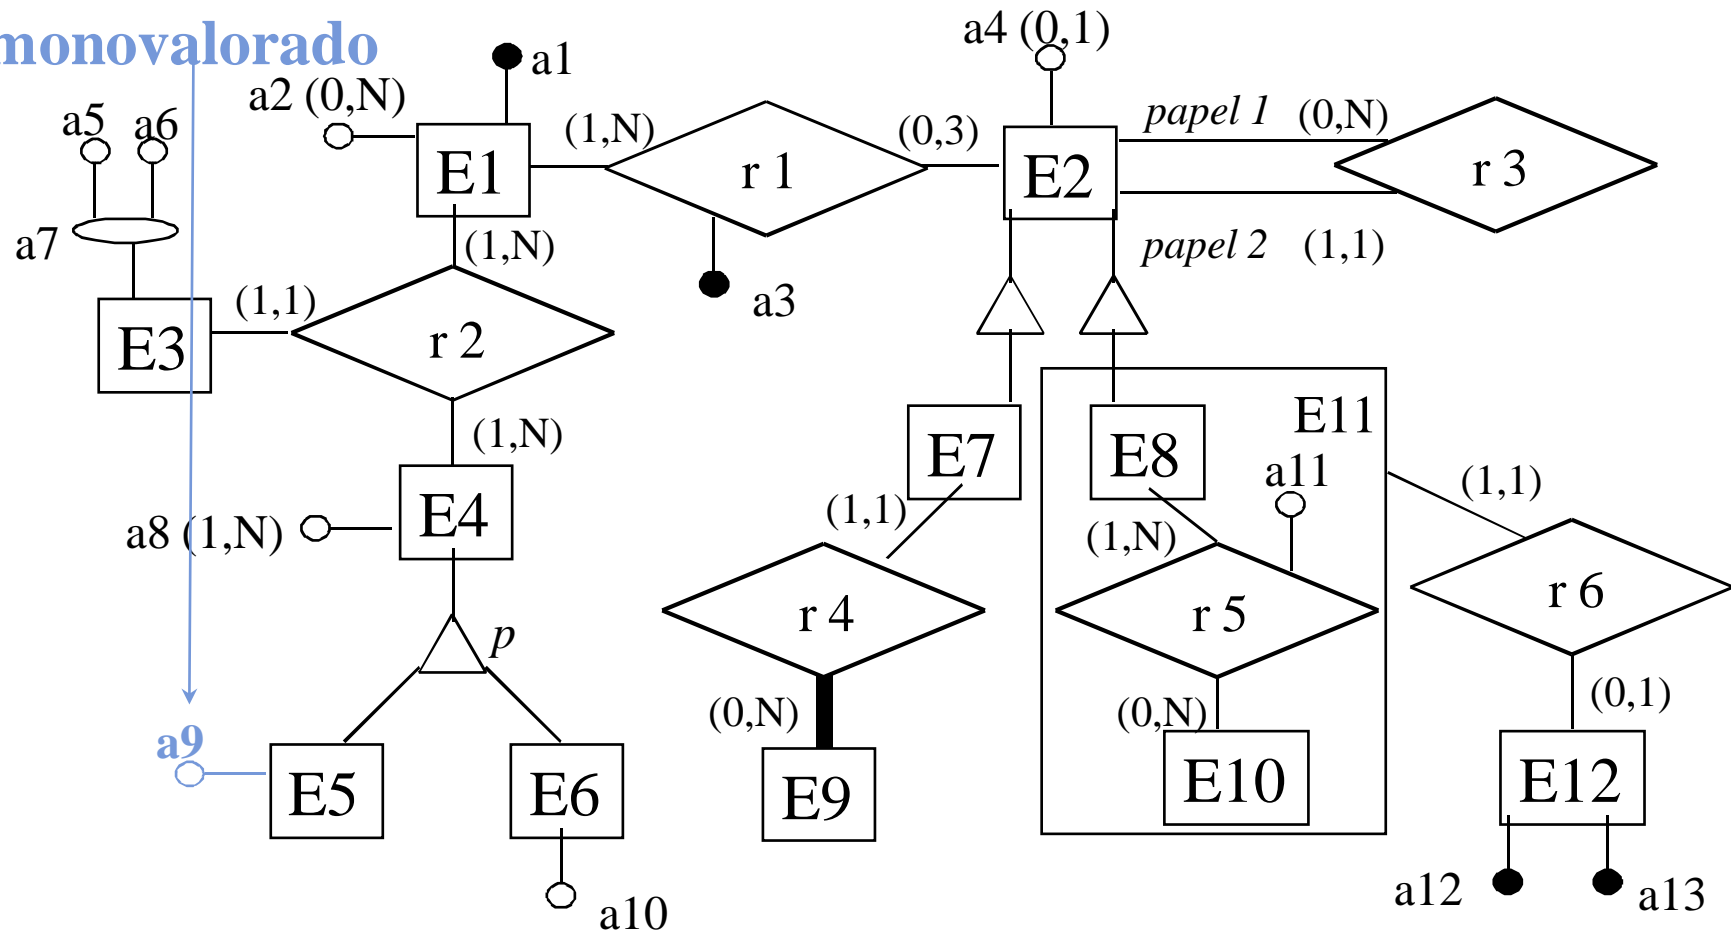 monovalorado
a4 (0,1)
a1
a2 (0,N)
papel 1 (0,N)
a5 a6
(1,N)
(0,3)
E1
r 1
E2
r 3
a7
(1,N)
papel 2 (1,1)
(1,1)
a3
E3
r 2
E11
(1,N)
E7
E8
a11
(1,1)
E4
a8 (1,N)
(1,1)
(1,N)
r 4
r 5
r 6
p
(0,N)
(0,N)
(0,1)
a9
E5
E6
E9
E10
E12
a10
a12
a13